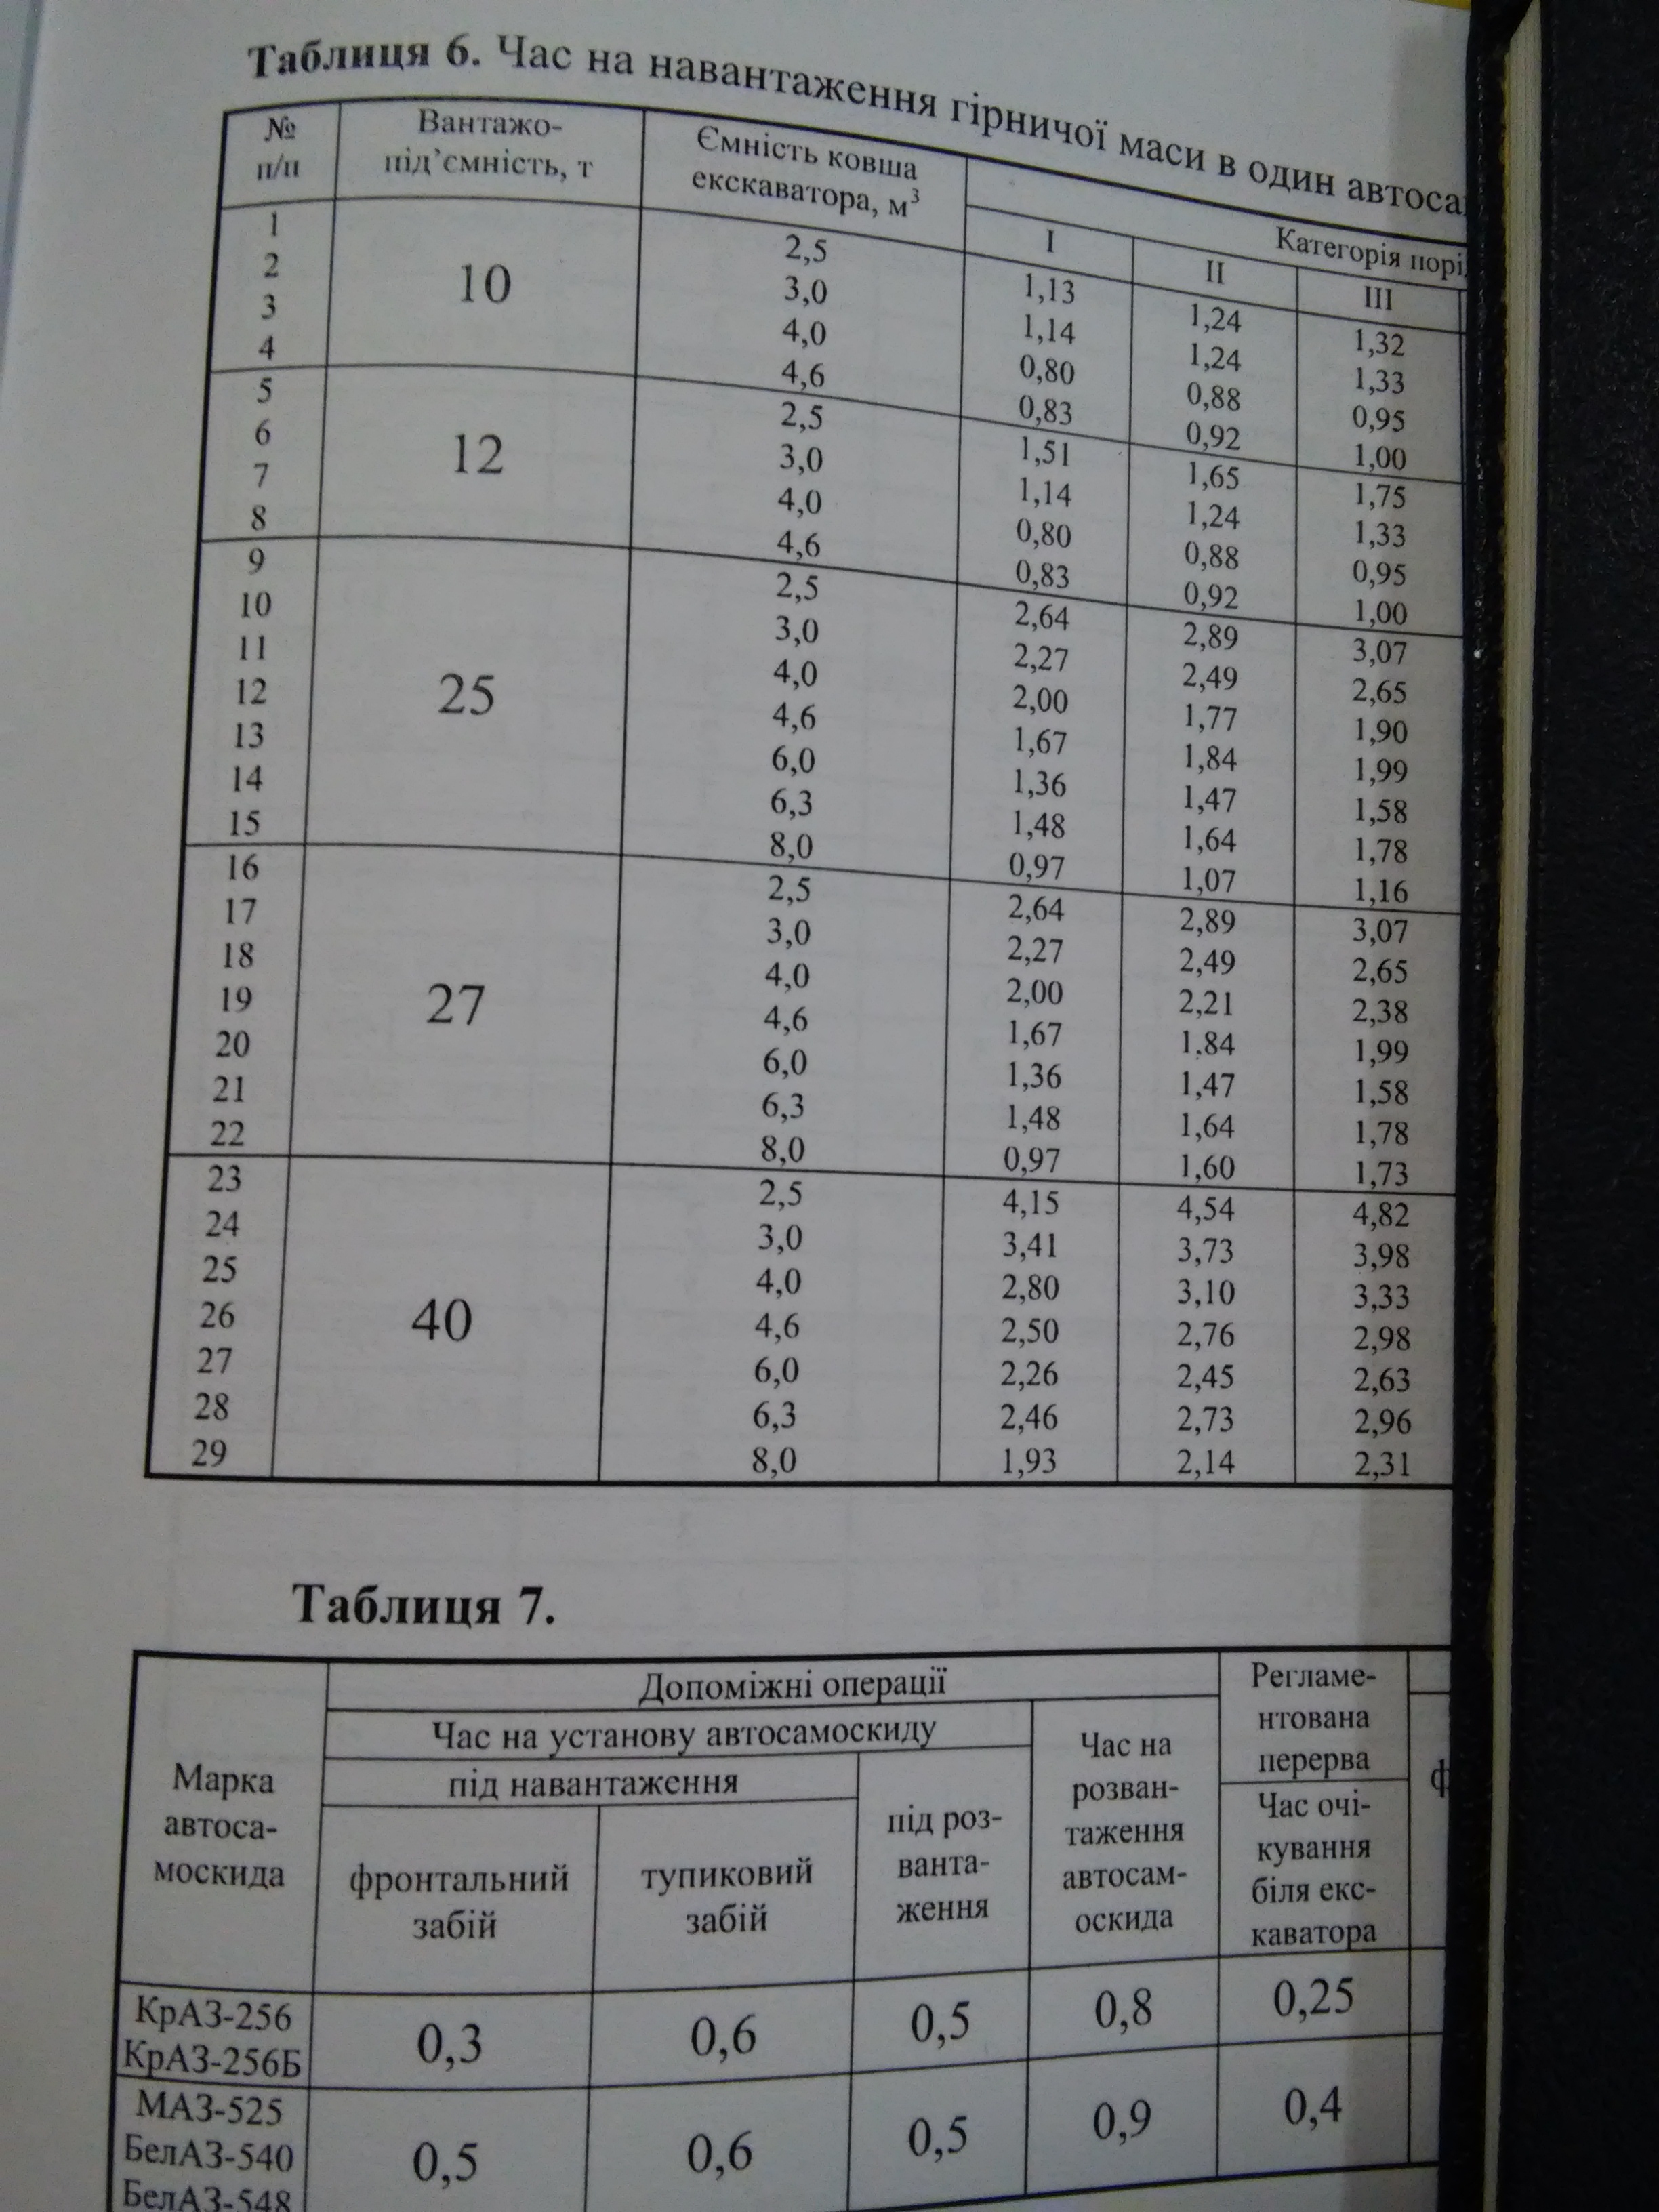 Таблиця 6. Час на навантаження гірничої маси в один
№ п/п | Вантажо-під’ємність, т | Ємність ковша екскаватора, м³ | Категорія
I | II | III
1 | 10 | 2,5 | 1,13 | 1,24 | 1,32
2 | 3,0 | 1,14 | 1,24 | 1,33
3 | 4,0 | 0,80 | 0,88 | 0,95
4 | 4,6 | 0,83 | 0,92 | 1,00
5 | 12 | 2,5 | 1,51 | 1,65 | 1,75
6 | 3,0 | 1,14 | 1,24 | 1,33
7 | 4,0 | 0,80 | 0,88 | 0,95
8 | 4,6 | 0,83 | 0,92 | 1,00
9 | 25 | 2,5 | 2,64 | 2,89 | 3,07
10 | 3,0 | 2,27 | 2,49 | 2,65
11 | 4,0 | 2,00 | 1,77 | 1,90
12 | 4,6 | 1,67 | 1,84 | 1,99
13 | 6,0 | 1,36 | 1,47 | 1,58
14 | 6,3 | 1,48 | 1,64 | 1,78
15 | 8,0 | 0,97 | 1,07 | 1,16
16 | 27 | 2,5 | 2,64 | 2,89 | 3,07
17 | 3,0 | 2,27 | 2,49 | 2,65
18 | 4,0 | 2,00 | 2,21 | 2,38
19 | 4,6 | 1,67 | 1.84 | 1,99
20 | 6,0 | 1,36 | 1,47 | 1,58
21 | 6,3 | 1,48 | 1,64 | 1,78
22 | 8,0 | 0,97 | 1,60 | 1,73
23 | 40 | 2,5 | 4,15 | 4,54 | 4,82
24 | 3,0 | 3,41 | 3,73 | 3,98
25 | 4,0 | 2,80 | 3,10 | 3,33
26 | 4,6 | 2,50 | 2,76 | 2,98
27 | 6,0 | 2,26 | 2,45 | 2,63
28 | 6,3 | 2,46 | 2,73 | 2,96
29 | 8,0 | 1,93 | 2,14 | 2,31
Таблиця 7.
Марка
автоса-
москида
Допоміжні операції
Час на установу автосамоскиду
під навантаження
фронтальний
забій
тупиковий
забій
під роз-
ванта-
ження
Час на
розван-
таження
автосам-
оскида
Регламе-
нтована
перерва
Час очі-
кування
біля екс-
каватора
КрАЗ-256
КрАЗ-256Б
0,3 | 0,6 | 0,5 | 0,8 | 0,25
МАЗ-525
БелАЗ-540
БелАЗ-548
0,5 | 0,6 | 0,5 | 0,9 | 0,4